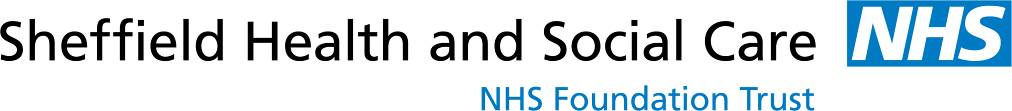 Sheffield Health and Social Care NHS
NHS Foundation Trust